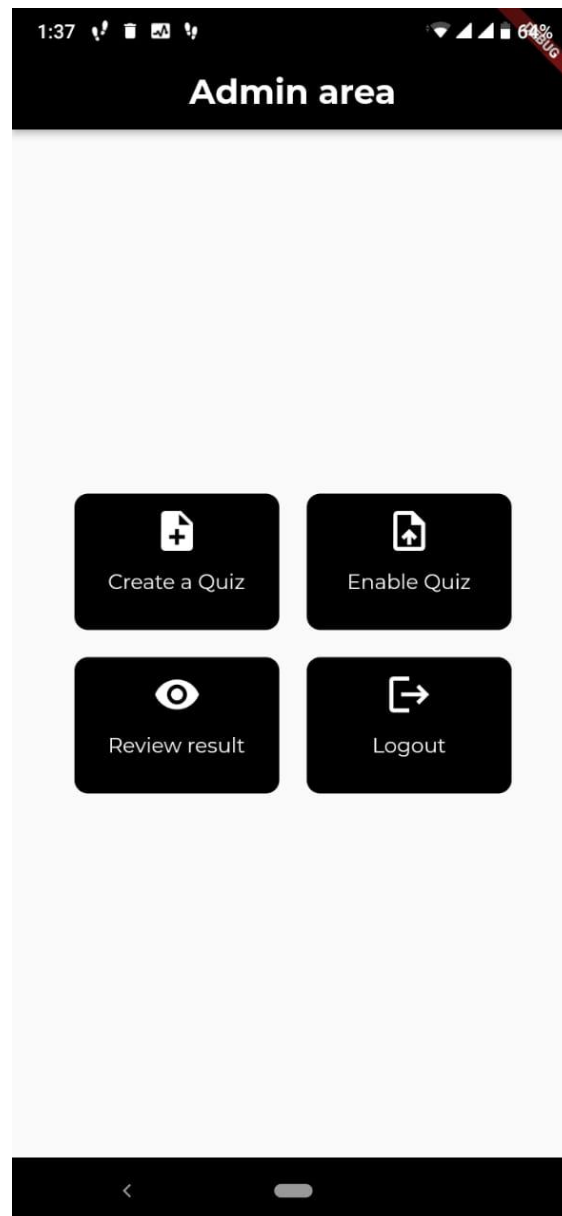 1:37 64%
DEBUG
Admin area
Create a Quiz Enable Quiz
Review result Logout